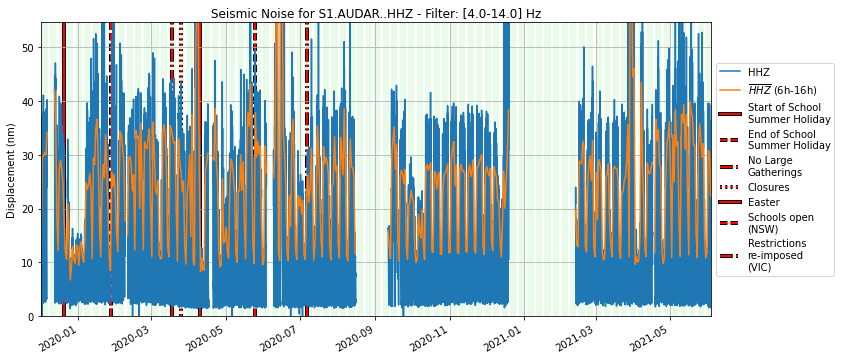 Seismic Noise for S1.AUDAR..HHZ - Filter: [4.0-14.0] Hz
Displacement (nm)
50
40
30
20
10
0
2020-01
2020-03
2020-05
2020-07
2020-09
2020-11
2021-01
2021-03
2021-05
HHZ
HHZ (6h-16h)
Start of School
Summer Holiday
End of School
Summer Holiday
No Large
Gatherings
Closures
Easter
Schools open
(NSW)
Restrictions
re-imposed
(VIC)